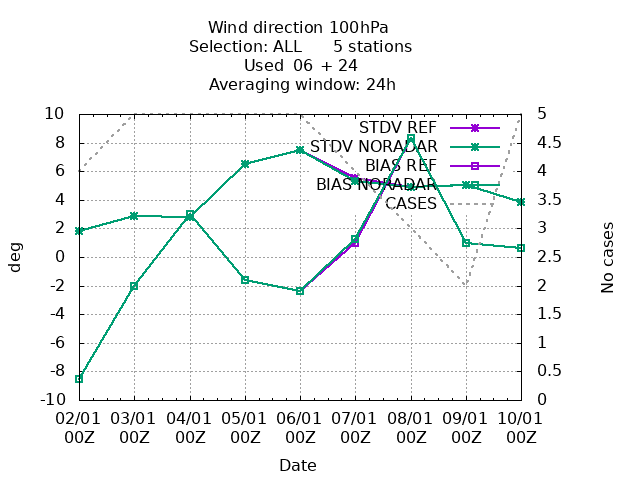 Wind direction 100hPa
Selection: ALL 5 stations
Used 06 + 24
Averaging window: 24h
10 5
8 4.5
6 4
4 3.5
2 3
0 2.5
-2 2
-4 1.5
-6 1
-8 0.5
-10 0
STDV REF
STDV NORADAR
BIAS REF
BIAS NORADAR
CASES
deg
No cases
02/01 03/01 04/01 05/01 06/01 07/01 08/01 09/01 10/01
00Z 00Z 00Z 00Z 00Z 00Z 00Z 00Z 00Z
Date